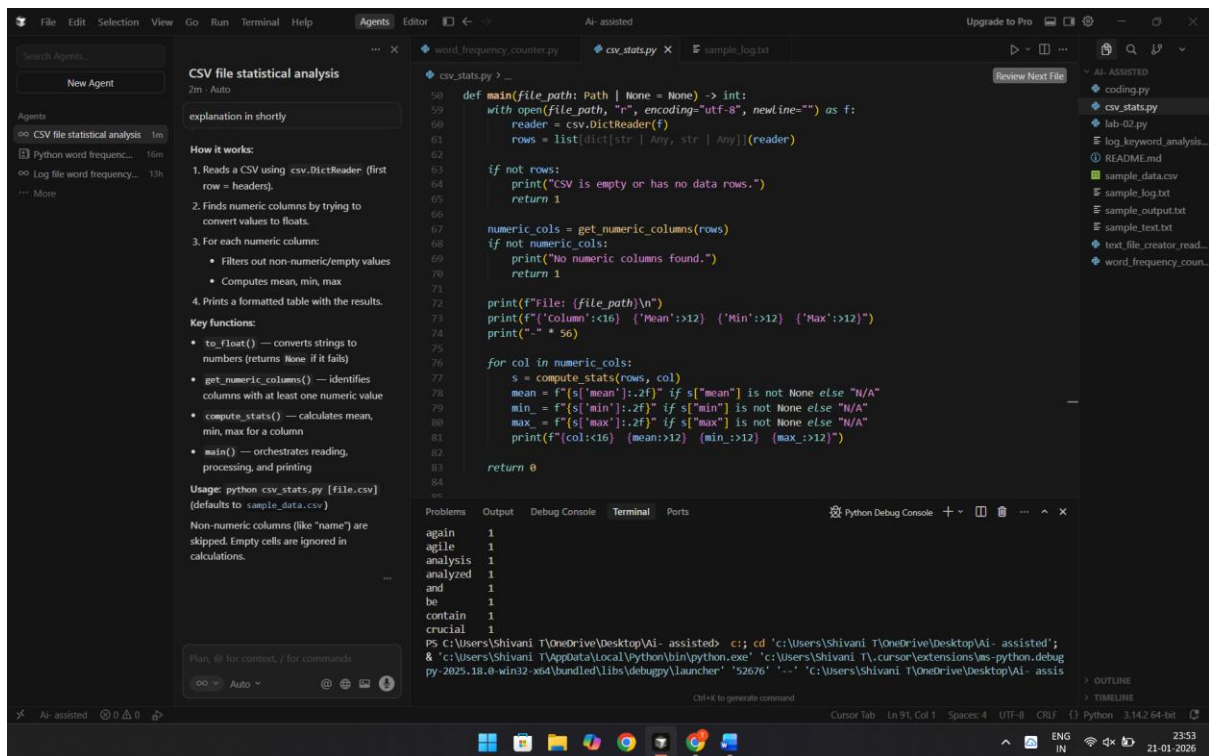 File Edit Selection View Go Run Terminal Help
Agents Editor
Ai- assisted
Upgrade to Pro
Search Agents...
New Agent
Agents
CSV file statistical analysis 1m
Python word frequenc... 16m
Log file word frequency... 13h
... More
CSV file statistical analysis
2m · Auto
explanation in shortly
How it works:
1. Reads a CSV using csv.DictReader (first
row = headers).
2. Finds numeric columns by trying to
convert values to floats.
3. For each numeric column:
• Filters out non-numeric/empty values
• Computes mean, min, max
4. Prints a formatted table with the results.
Key functions:
• to_float() — converts strings to
numbers (returns None if it fails)
• get_numeric_columns() — identifies
columns with at least one numeric value
• compute_stats() — calculates mean,
min, max for a column
• main() — orchestrates reading,
processing, and printing
Usage: python csv_stats.py [file.csv]
(defaults to sample_data.csv)
Non-numeric columns (like "name") are
skipped. Empty cells are ignored in
calculations.
Plan, @ for context, / for commands
Auto
word_frequency_counter.py csv_stats.py sample_log.txt
csv_stats.py > ...
Review Next File
50 def main(file_path: Path | None = None) -> int:
59 with open(file_path, "r", encoding="utf-8", newline="") as f:
60 reader = csv.DictReader(f)
61 rows = list[dict[str | Any, str | Any]](reader)
62
63 if not rows:
64 print("CSV is empty or has no data rows.")
65 return 1
66
67 numeric_cols = get_numeric_columns(rows)
68 if not numeric_cols:
69 print("No numeric columns found.")
70 return 1
71
72 print(f"File: {file_path}\n")
73 print(f"{'Column':<16} {'Mean':>12} {'Min':>12} {'Max':>12}")
74 print("-" * 56)
75
76 for col in numeric_cols:
77 s = compute_stats(rows, col)
78 mean = f"{s['mean']:.2f}" if s["mean"] is not None else "N/A"
79 min_ = f"{s['min']:.2f}" if s["min"] is not None else "N/A"
80 max_ = f"{s['max']:.2f}" if s["max"] is not None else "N/A"
81 print(f"{col:<16} {mean:>12} {min_:>12} {max_:>12}")
82
83 return 0
84
Problems Output Debug Console Terminal Ports
Python Debug Console
again 1
agile 1
analysis 1
analyzed 1
and 1
be 1
contain 1
crucial 1
PS C:\Users\Shivani T\OneDrive\Desktop\Ai- assisted> c:; cd 'c:\Users\Shivani T\OneDrive\Desktop\Ai- assisted';
& 'c:\Users\Shivani T\AppData\Local\Python\bin\python.exe' 'c:\Users\Shivani T\.cursor\extensions\ms-python.debug
py-2025.18.0-win32-x64\bundled\libs\debugpy\launcher' '52676' '--' 'C:\Users\Shivani T\OneDrive\Desktop\Ai- assis
Ctrl+K to generate command
AI- ASSISTED
coding.py
csv_stats.py
lab-02.py
log_keyword_analysis...
README.md
sample_data.csv
sample_log.txt
sample_output.txt
sample_text.txt
text_file_creator_read...
word_frequency_coun...
OUTLINE
TIMELINE
Ai- assisted 0 0
Cursor Tab Ln 91, Col 1 Spaces: 4 UTF-8 CRLF {} Python 3.14.2 64-bit
ENG
IN
23:53
21-01-2026